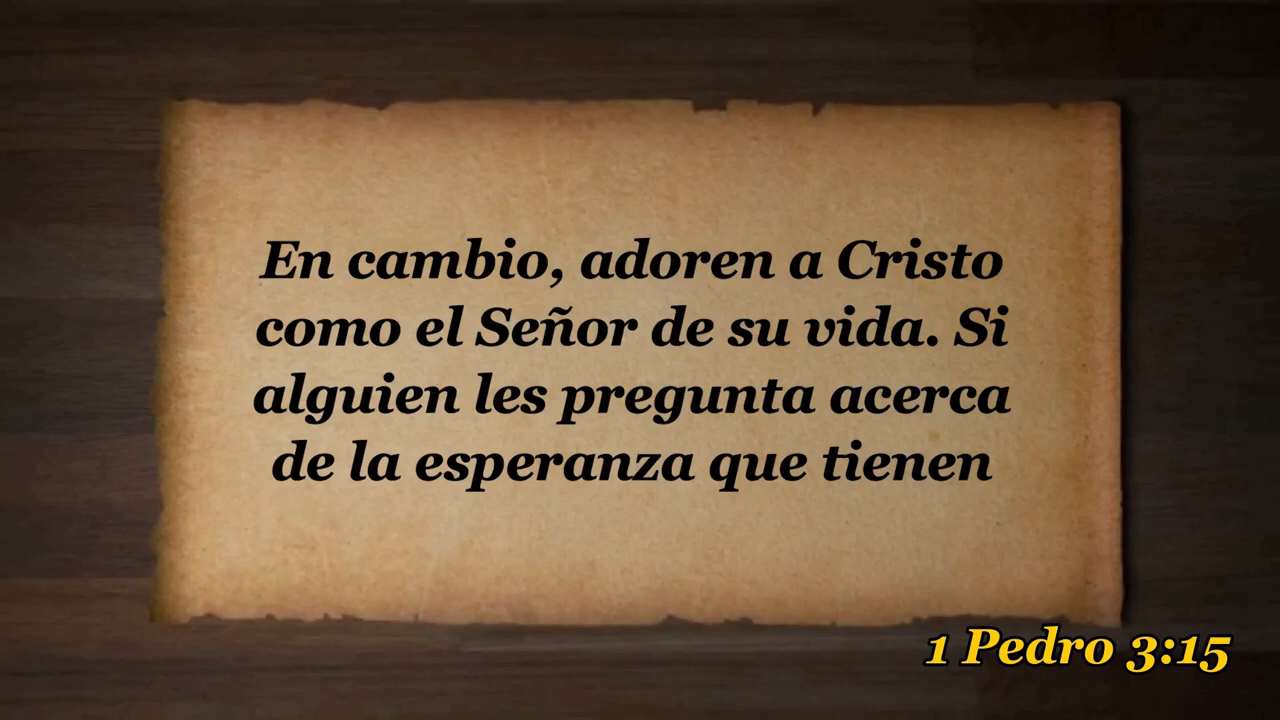 En cambio, adoren a Cristo
como el Señor de su vida. Si
alguien les pregunta acerca
de la esperanza que tienen
1 Pedro 3:15